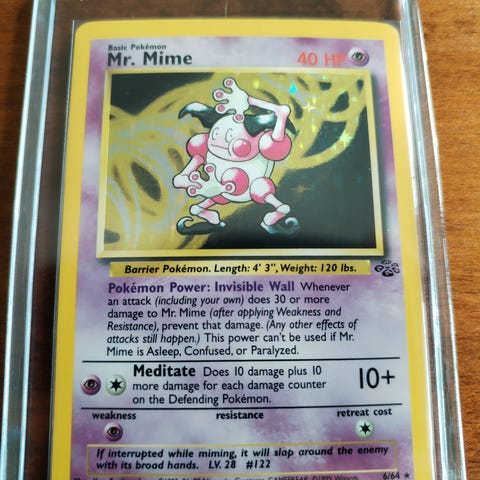 Basic Pokémon
Mr. Mime 40 HP
Barrier Pokémon. Length: 4' 3", Weight: 120 lbs.
Pokémon Power: Invisible Wall Whenever
an attack (including your own) does 30 or more
damage to Mr. Mime (after applying Weakness and
Resistance), prevent that damage. (Any other effects of
attacks still happen.) This power can't be used if Mr.
Mime is Asleep, Confused, or Paralyzed.
Meditate Does 10 damage plus 10
more damage for each damage counter
on the Defending Pokémon.
10+
weakness resistance retreat cost
If interrupted while miming, it will slap around the enemy
with its broad hands. LV. 28 #122
GAMEFREAK ©1999 Wizards
6/64